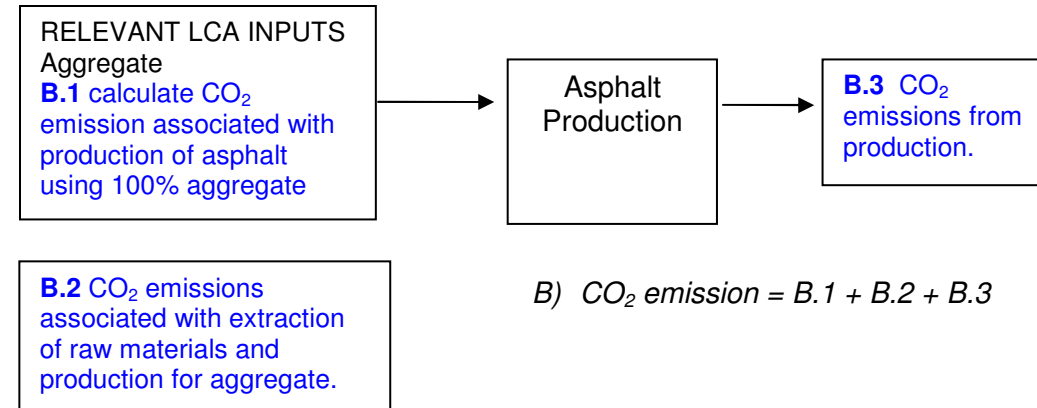 RELEVANT LCA INPUTS
Aggregate
B.1 calculate CO₂
emission associated with
production of asphalt
using 100% aggregate
Asphalt
Production
B.3 CO₂
emissions from
production.
B.2 CO₂ emissions
associated with extraction
of raw materials and
production for aggregate.
B) CO₂ emission = B.1 + B.2 + B.3